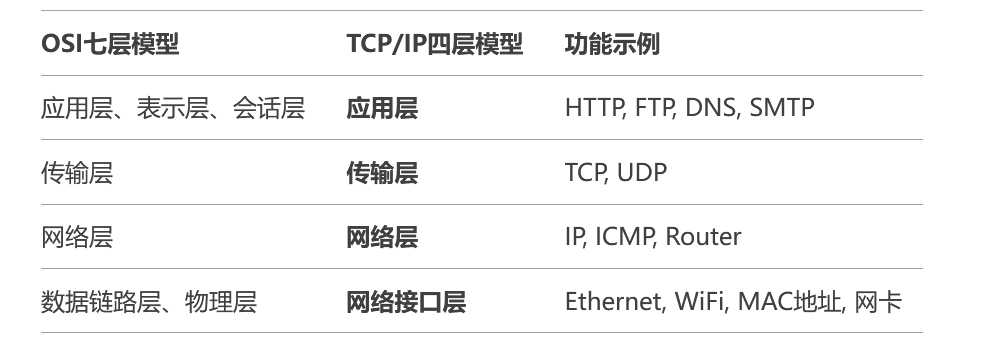 OSI七层模型 TCP/IP四层模型 功能示例
应用层、表示层、会话层 应用层 HTTP, FTP, DNS, SMTP
传输层 传输层 TCP, UDP
网络层 网络层 IP, ICMP, Router
数据链路层、物理层 网络接口层 Ethernet, WiFi, MAC地址, 网卡